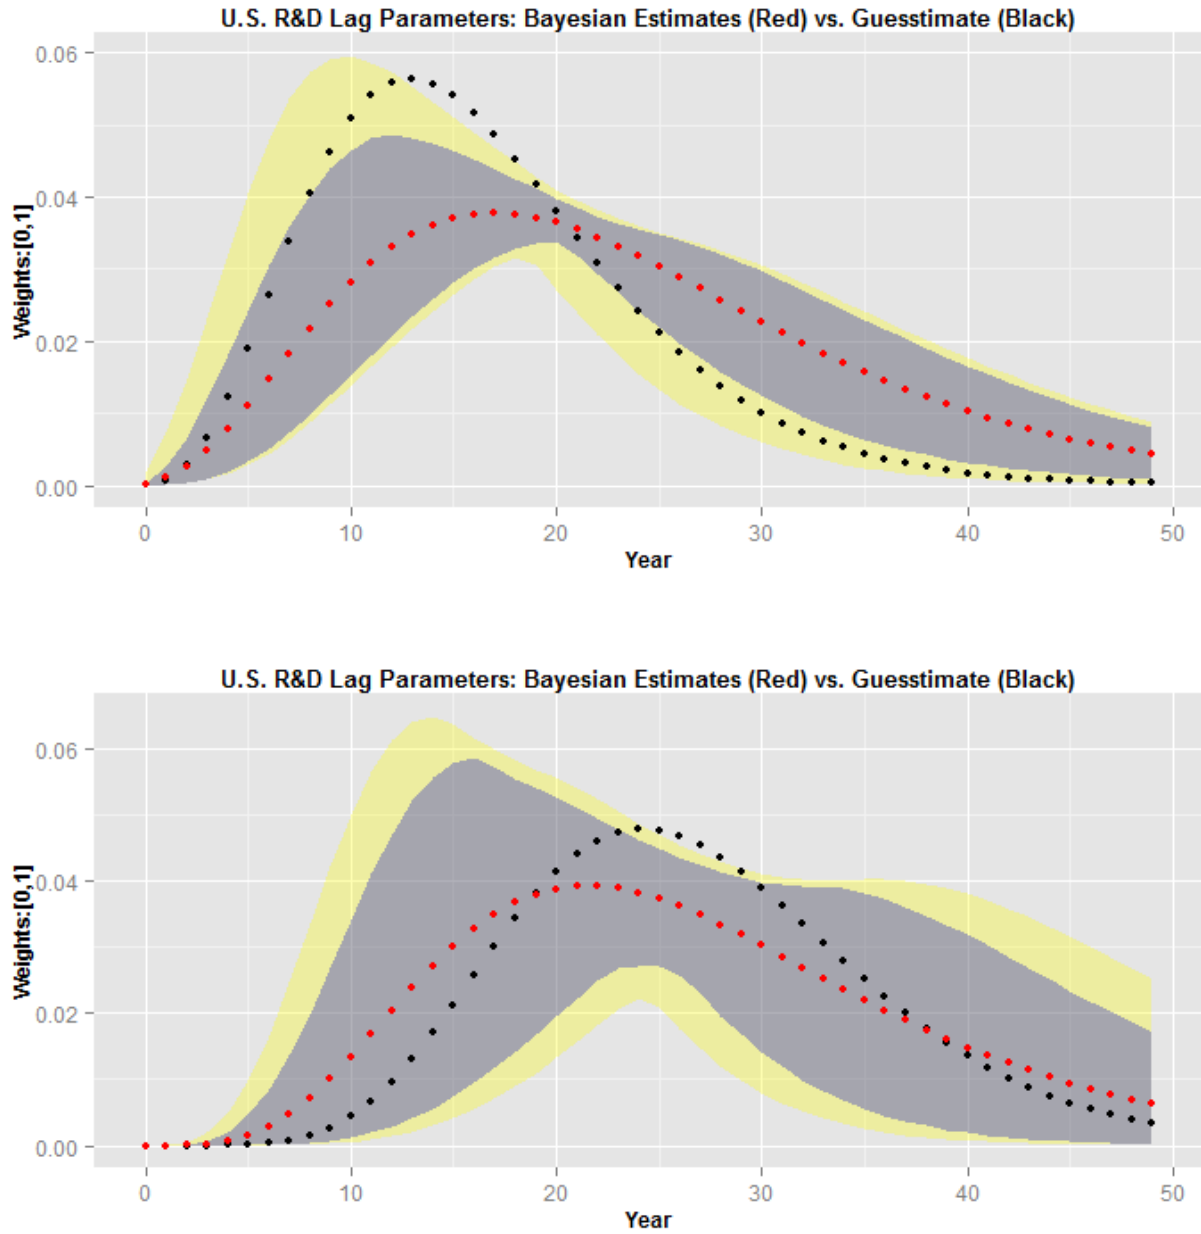 U.S. R&D Lag Parameters: Bayesian Estimates (Red) vs. Guesstimate (Black)
0.06
0.04
0.02
0.00
Weights:[0,1]
0 10 20 30 40 50
Year
U.S. R&D Lag Parameters: Bayesian Estimates (Red) vs. Guesstimate (Black)
0.06
0.04
0.02
0.00
Weights:[0,1]
0 10 20 30 40 50
Year